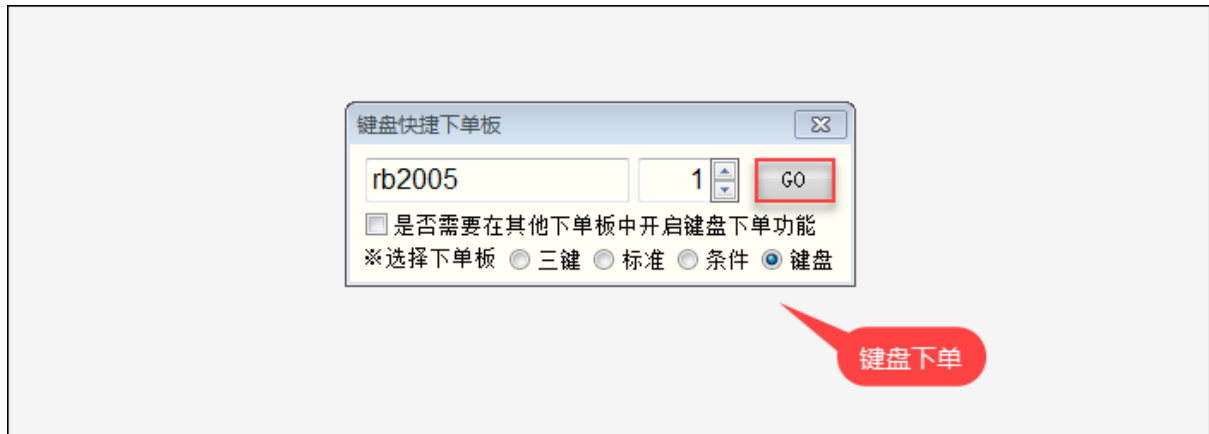 键盘快捷下单板
rb2005 1 GO
是否需要在其他下单板中开启键盘下单功能
※选择下单板 三键 标准 条件 键盘
键盘下单